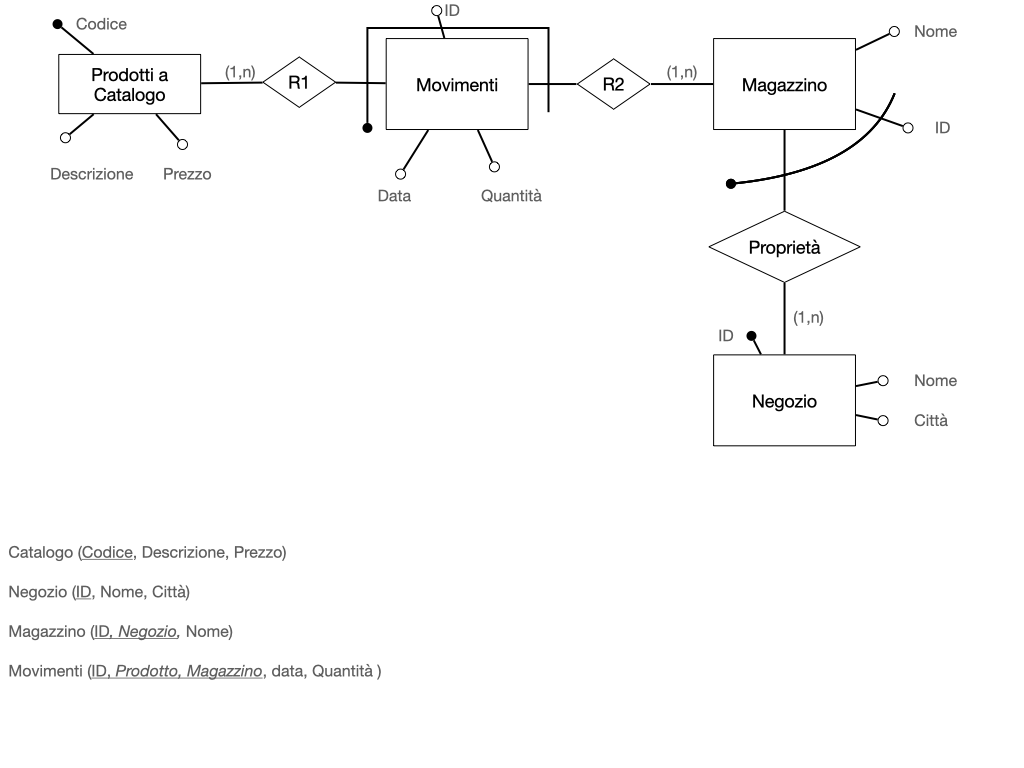 ID
Codice
Nome
Prodotti a
Catalogo
(1,n)
R1
Movimenti
R2
(1,n)
Magazzino
ID
Descrizione
Prezzo
Data
Quantità
Proprietà
(1,n)
ID
Negozio
Nome
Città
Catalogo (Codice, Descrizione, Prezzo)
Negozio (ID, Nome, Città)
Magazzino (ID, Negozio, Nome)
Movimenti (ID, Prodotto, Magazzino, data, Quantità )